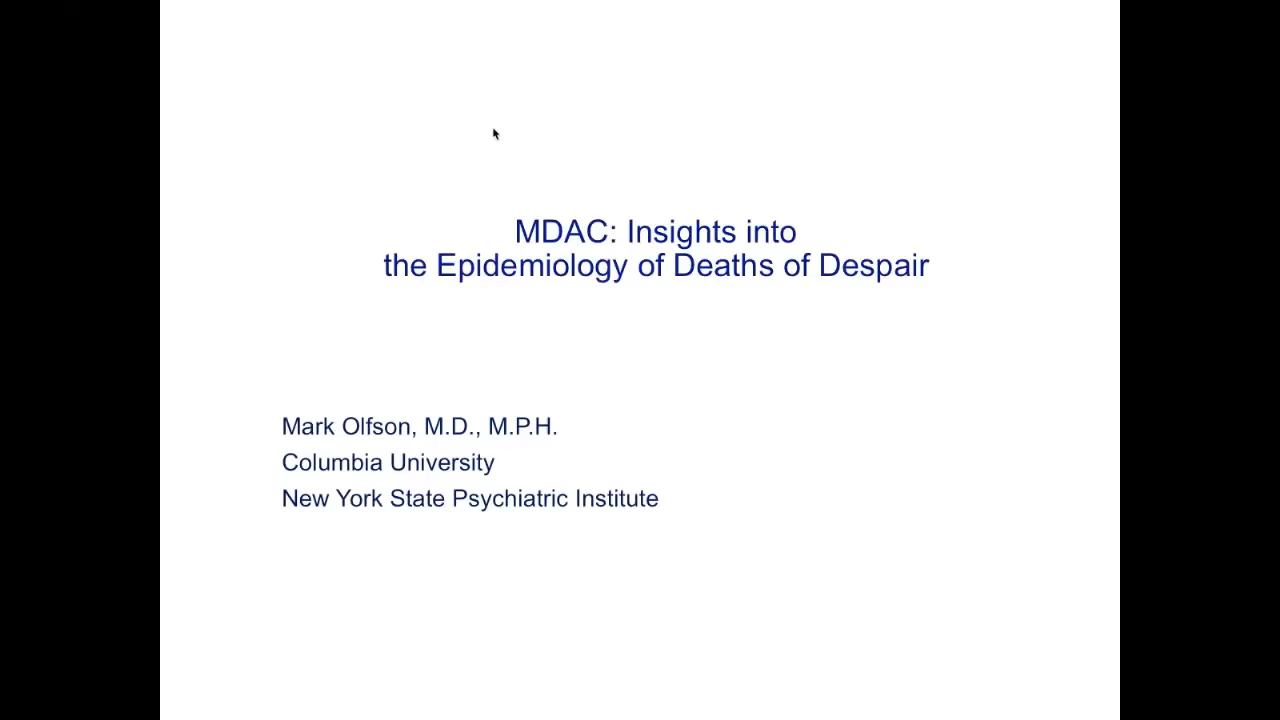 MDAC: Insights into
the Epidemiology of Deaths of Despair
Mark Olfson, M.D., M.P.H.
Columbia University
New York State Psychiatric Institute